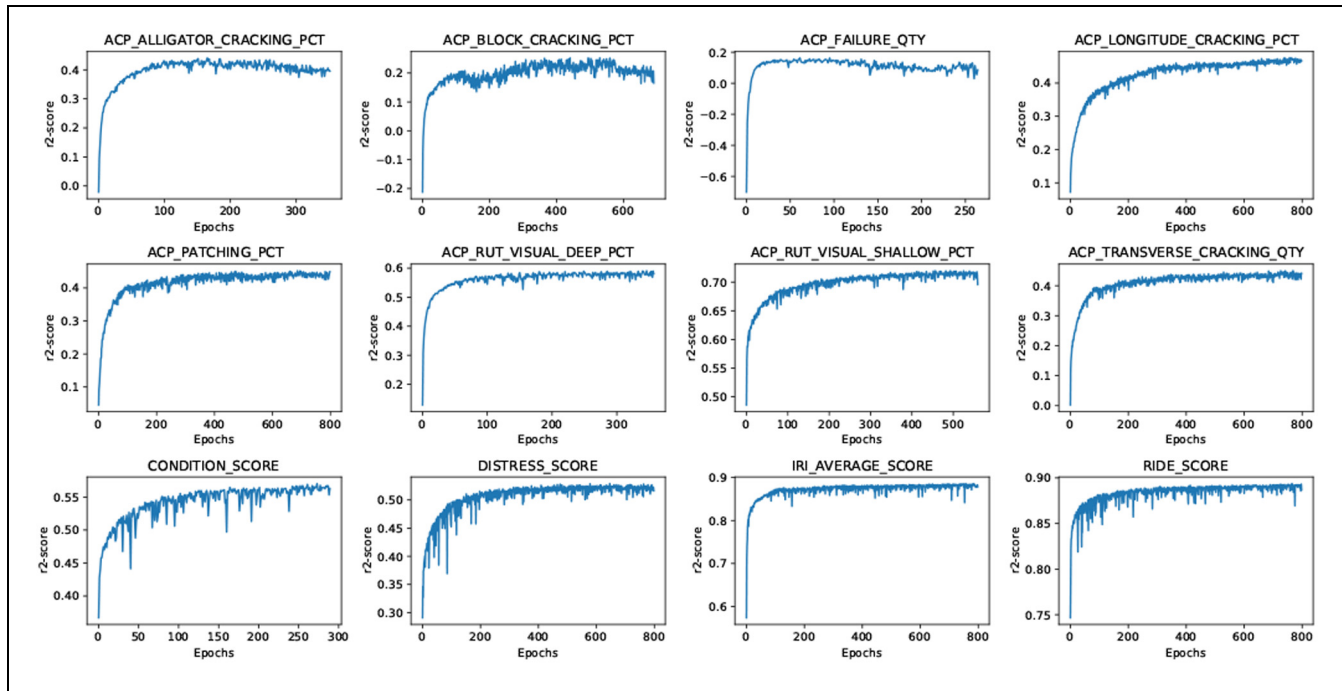 ACP_ALLIGATOR_CRACKING_PCT ACP_BLOCK_CRACKING_PCT ACP_FAILURE_QTY ACP_LONGITUDE_CRACKING_PCT
r2-score 0.4 0.3 0.2 0.1 0.0
0 100 200 300
Epochs
r2-score 0.2 0.1 0.0 −0.1 −0.2
0 200 400 600
Epochs
r2-score 0.2 0.0 −0.2 −0.4 −0.6
0 50 100 150 200 250
Epochs
r2-score 0.4 0.3 0.2 0.1
0 200 400 600 800
Epochs
ACP_PATCHING_PCT ACP_RUT_VISUAL_DEEP_PCT ACP_RUT_VISUAL_SHALLOW_PCT ACP_TRANSVERSE_CRACKING_QTY
r2-score 0.4 0.3 0.2 0.1
0 200 400 600 800
Epochs
r2-score 0.6 0.5 0.4 0.3 0.2
0 100 200 300
Epochs
r2-score 0.70 0.65 0.60 0.55 0.50
0 100 200 300 400 500
Epochs
r2-score 0.4 0.3 0.2 0.1 0.0
0 200 400 600 800
Epochs
CONDITION_SCORE DISTRESS_SCORE IRI_AVERAGE_SCORE RIDE_SCORE
r2-score 0.55 0.50 0.45 0.40
0 50 100 150 200 250 300
Epochs
r2-score 0.50 0.45 0.40 0.35 0.30
0 200 400 600 800
Epochs
r2-score 0.9 0.8 0.7 0.6
0 200 400 600 800
Epochs
r2-score 0.90 0.85 0.80 0.75
0 200 400 600 800
Epochs